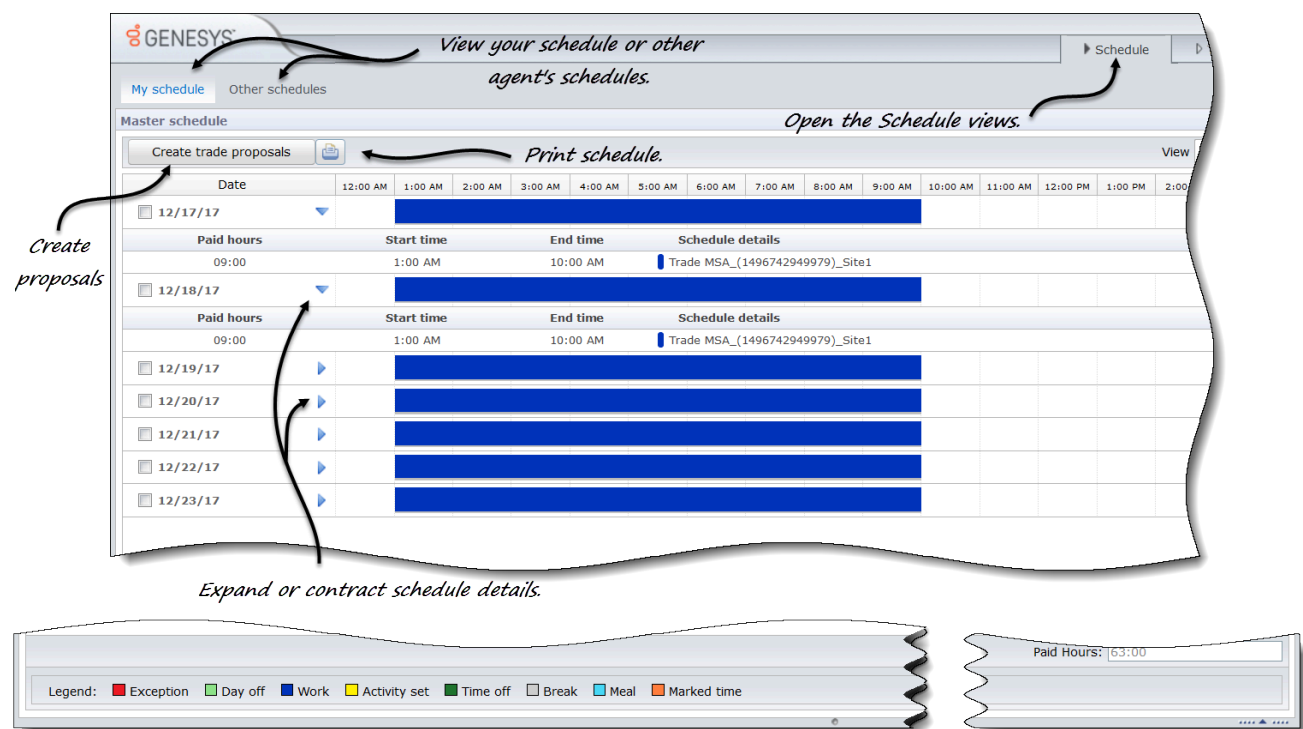 GENESYS
View your schedule or other
agent's schedules.
Schedule
My schedule Other schedules
Master schedule
Open the Schedule views.
Create trade proposals
Print schedule.
View
Date 12:00 AM 1:00 AM 2:00 AM 3:00 AM 4:00 AM 5:00 AM 6:00 AM 7:00 AM 8:00 AM 9:00 AM 10:00 AM 11:00 AM 12:00 PM 1:00 PM 2:00
12/17/17
Create
proposals
Paid hours Start time End time Schedule details
09:00 1:00 AM 10:00 AM Trade MSA_(1496742949979)_Site1
12/18/17
Paid hours Start time End time Schedule details
09:00 1:00 AM 10:00 AM Trade MSA_(1496742949979)_Site1
12/19/17
12/20/17
12/21/17
12/22/17
12/23/17
Expand or contract schedule details.
Paid Hours: 63:00
Legend: Exception Day off Work Activity set Time off Break Meal Marked time